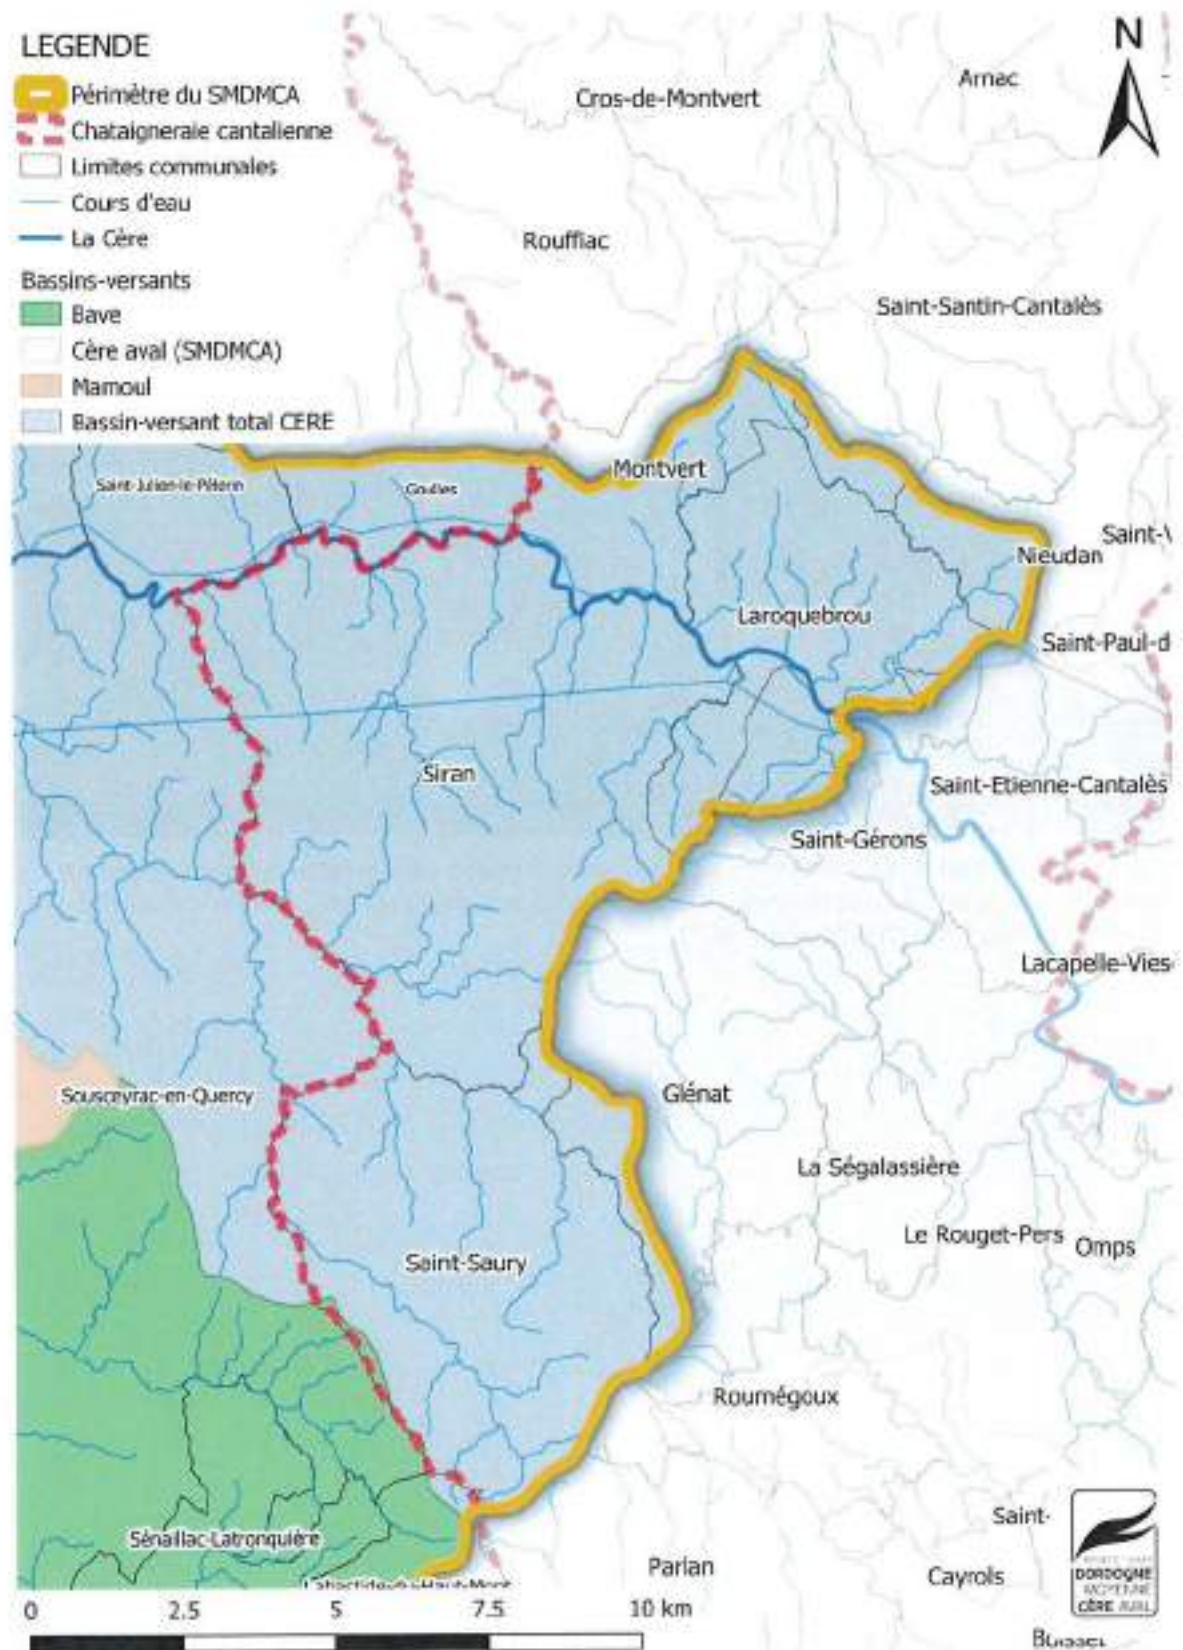 LEGENDE
N
Périmètre du SMDMCA
Chataigneraie cantalienne
Limites communales
Cours d'eau
La Cère
Bassins-versants
Bave
Cère aval (SMDMCA)
Mamoul
Bassin-versant total CERE
Arnac
Cros-de-Montvert
Rouffiac
Saint-Santin-Cantalès
Montvert
Saint-Julien-le-Pèlerin
Goulles
Saint-V
Nieudan
Laroquebrou
Saint-Paul-d
Siran
Saint-Etienne-Cantalès
Saint-Gérons
Lacapelle-Vies
Sousceyrac-en-Quercy
Glénat
La Ségalassière
Le Rouget-Pers
Omps
Saint-Saury
Roumégoux
Saint-
Sénaillac-Latronquière
Parlan
Cayrols
DORDOGNE
MOYENNE
CÈRE AVAL
0 2.5 5 7.5 10 km